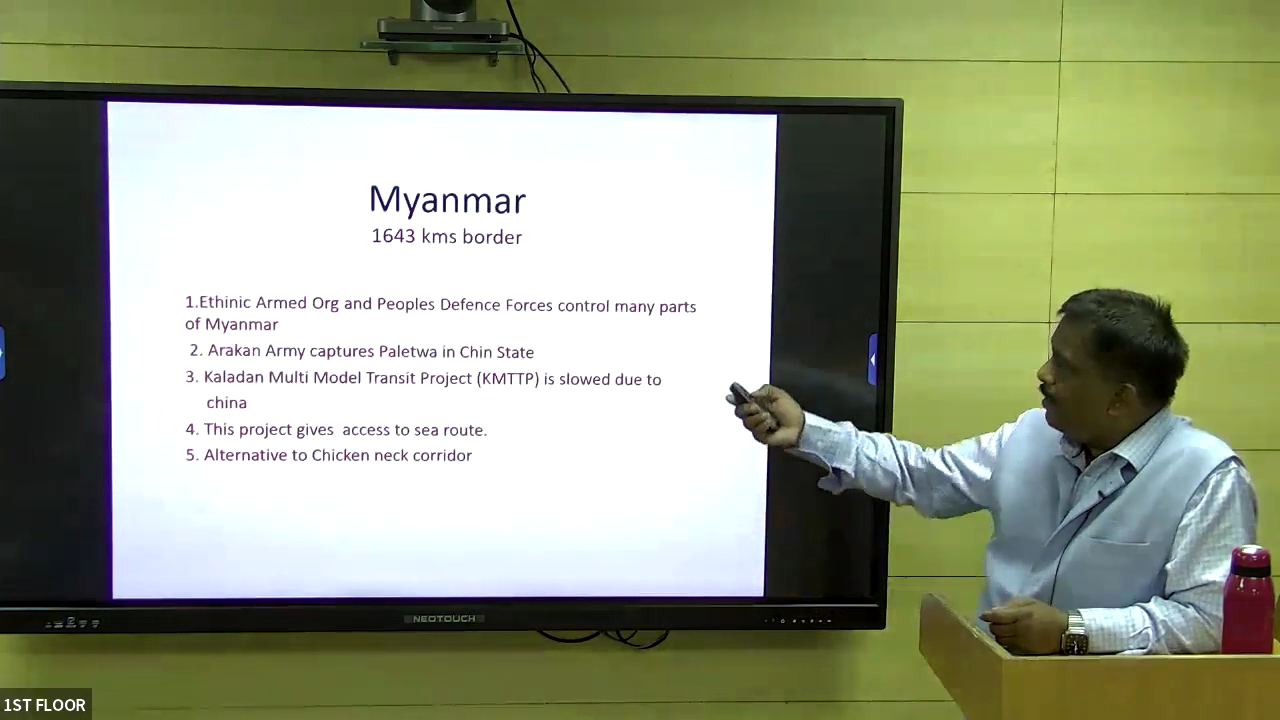 Myanmar
1643 kms border
1.Ethinic Armed Org and Peoples Defence Forces control many parts
of Myanmar
2. Arakan Army captures Paletwa in Chin State
3. Kaladan Multi Model Transit Project (KMTTP) is slowed due to
china
4. This project gives access to sea route.
5. Alternative to Chicken neck corridor
NEOTOUCH
1ST FLOOR